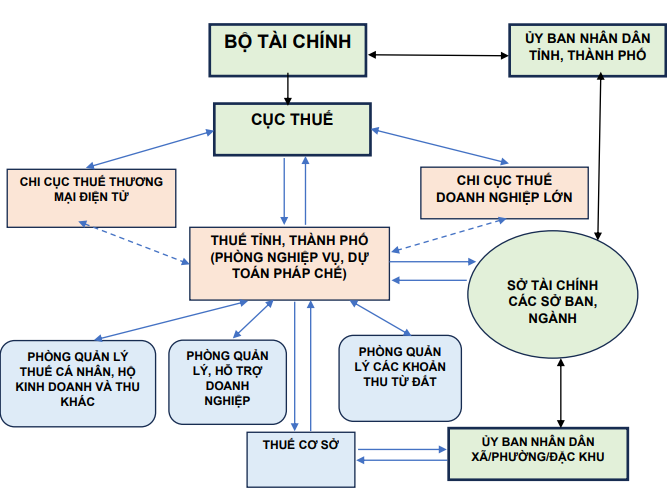 BỘ TÀI CHÍNH
ỦY BAN NHÂN DÂN
TỈNH, THÀNH PHỐ
CỤC THUẾ
CHI CỤC THUẾ THƯƠNG
MẠI ĐIỆN TỬ
CHI CỤC THUẾ
DOANH NGHIỆP LỚN
THUẾ TỈNH, THÀNH PHỐ
(PHÒNG NGHIỆP VỤ, DỰ
TOÁN PHÁP CHẾ)
SỞ TÀI CHÍNH
CÁC SỞ BAN,
NGÀNH
PHÒNG QUẢN LÝ
THUẾ CÁ NHÂN, HỘ
KINH DOANH VÀ THU
KHÁC
PHÒNG QUẢN
LÝ, HỖ TRỢ
DOANH
NGHIỆP
PHÒNG QUẢN
LÝ CÁC KHOẢN
THU TỪ ĐẤT
THUẾ CƠ SỞ
ỦY BAN NHÂN DÂN
XÃ/PHƯỜNG/ĐẶC KHU